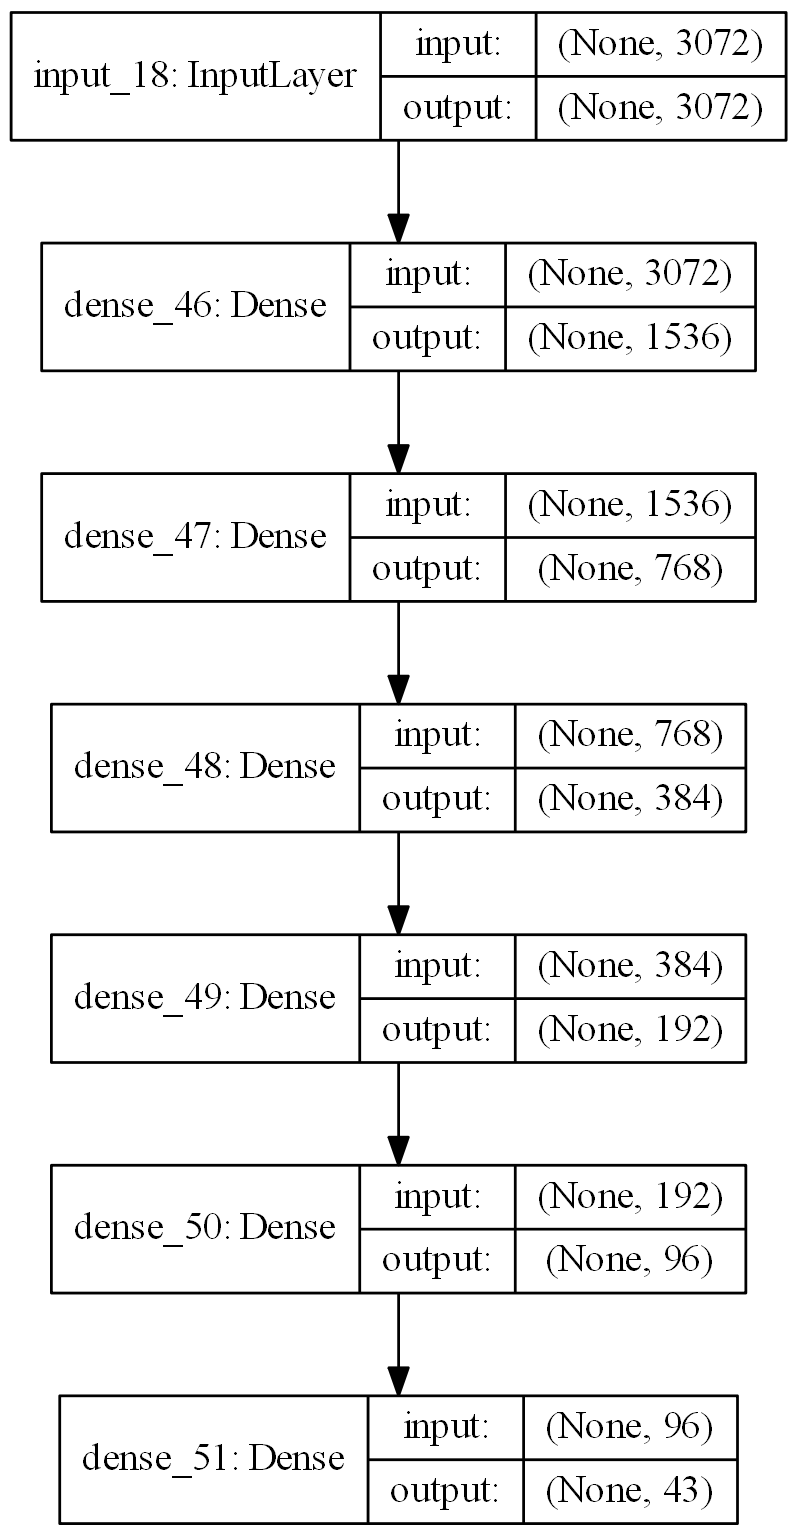 input_18: InputLayer
input: (None, 3072)
output: (None, 3072)
dense_46: Dense
input: (None, 3072)
output: (None, 1536)
dense_47: Dense
input: (None, 1536)
output: (None, 768)
dense_48: Dense
input: (None, 768)
output: (None, 384)
dense_49: Dense
input: (None, 384)
output: (None, 192)
dense_50: Dense
input: (None, 192)
output: (None, 96)
dense_51: Dense
input: (None, 96)
output: (None, 43)